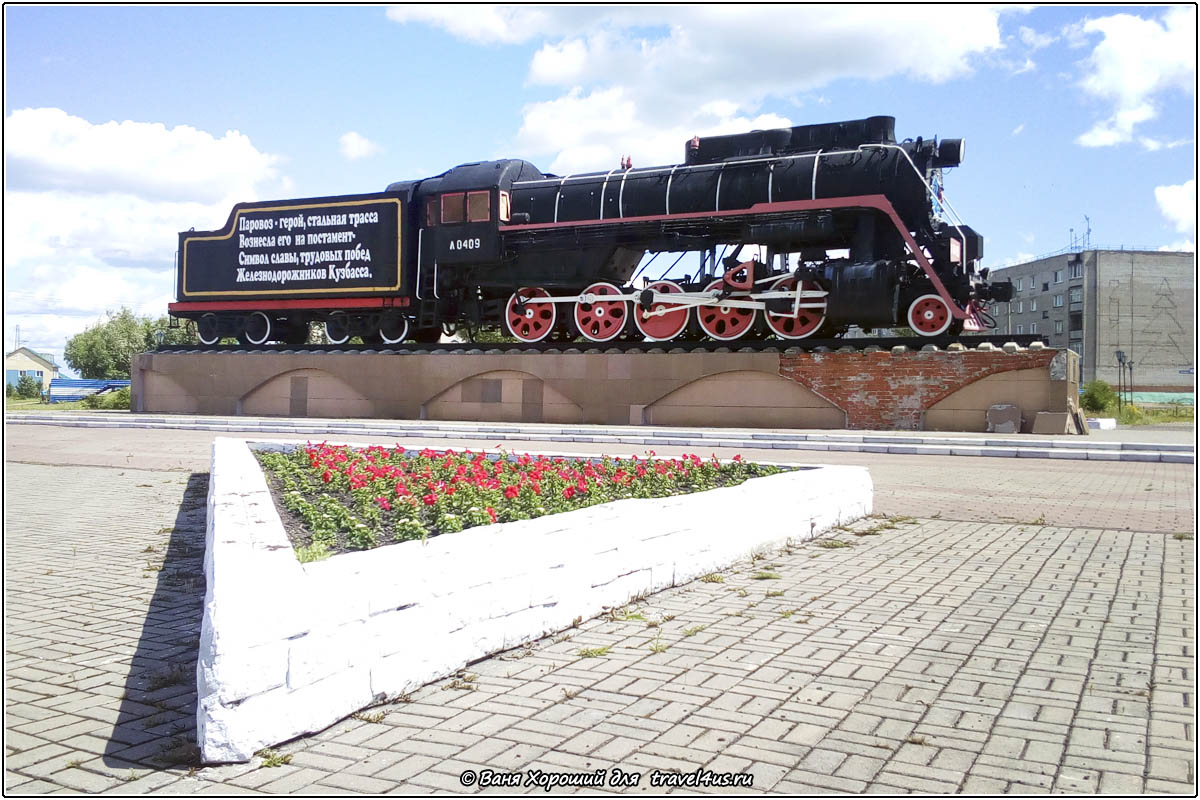 Паровоз - герой, стальная трасса
Вознесла его на постамент-
Символ славы, трудовых побед
Железнодорожников Кузбасса.
Л0409
© Ваня Хороший для travel4us.ru